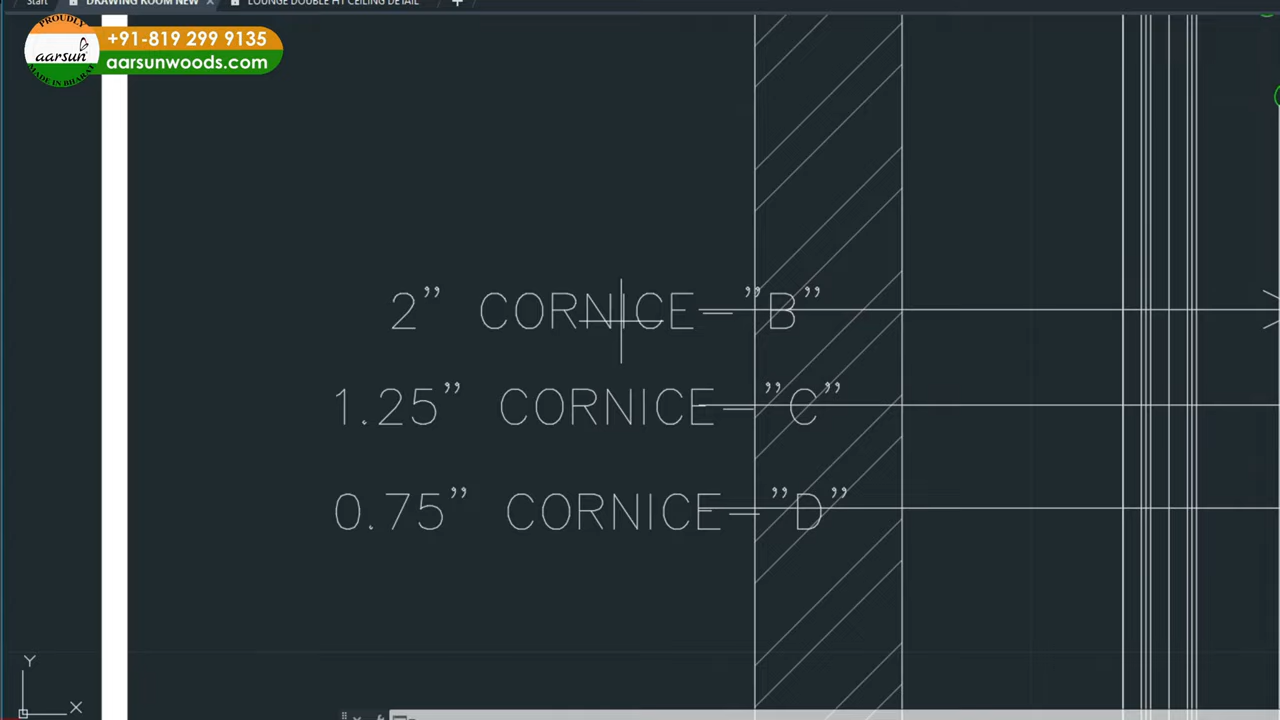 Start
DRAWING ROOM NEW
LOUNGE DOUBLE HT CEILING DETAIL
PROUDLY
aarsun
MADE IN BHARAT
+91-819 299 9135
aarsunwoods.com
2” CORNICE–”B”
1.25” CORNICE–”C”
0.75” CORNICE–”D”
Y
X